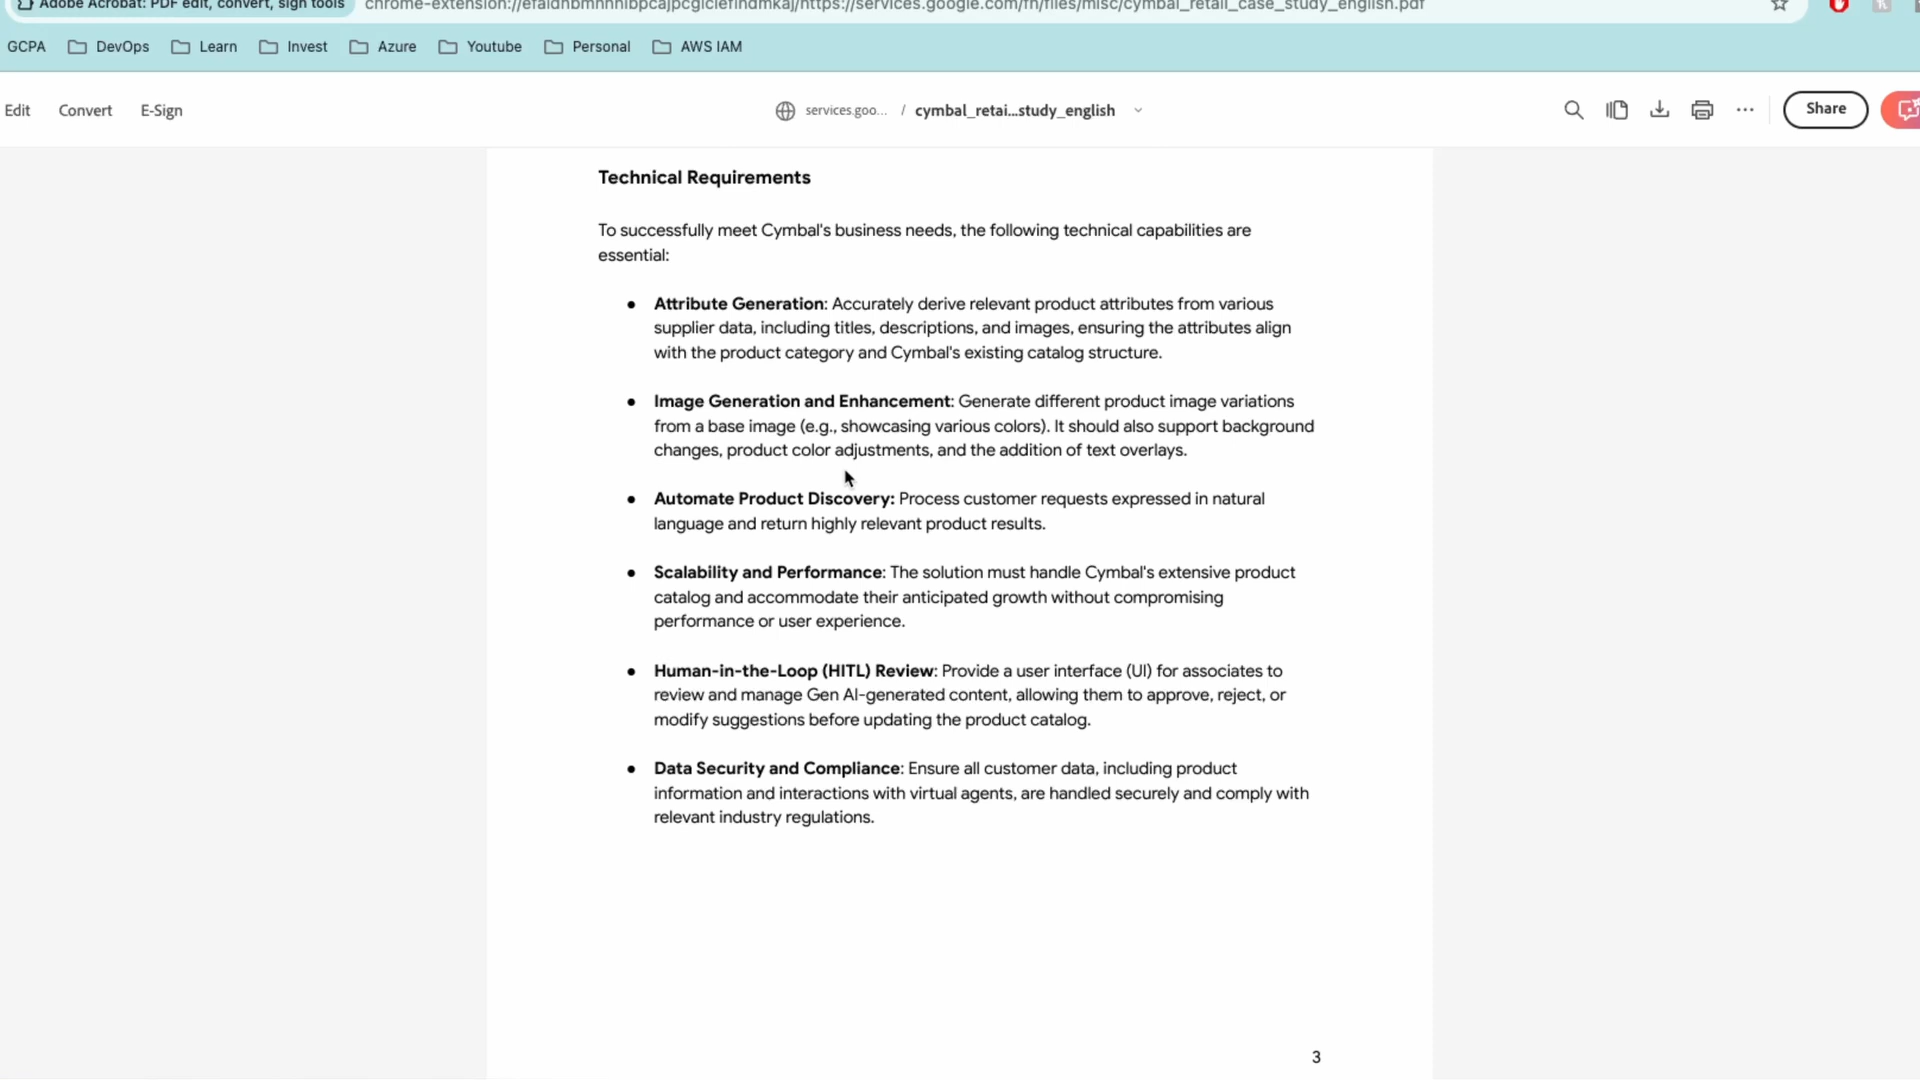 Adobe Acrobat: PDF edit, convert, sign tools
GCPA DevOps Learn Invest Azure Youtube Personal AWS IAM
Edit Convert E-Sign services.goo... / cymbal_retai...study_english Share
Technical Requirements
To successfully meet Cymbal's business needs, the following technical capabilities are
essential:
● Attribute Generation: Accurately derive relevant product attributes from various
supplier data, including titles, descriptions, and images, ensuring the attributes align
with the product category and Cymbal's existing catalog structure.
● Image Generation and Enhancement: Generate different product image variations
from a base image (e.g., showcasing various colors). It should also support background
changes, product color adjustments, and the addition of text overlays.
● Automate Product Discovery: Process customer requests expressed in natural
language and return highly relevant product results.
● Scalability and Performance: The solution must handle Cymbal's extensive product
catalog and accommodate their anticipated growth without compromising
performance or user experience.
● Human-in-the-Loop (HITL) Review: Provide a user interface (UI) for associates to
review and manage Gen AI-generated content, allowing them to approve, reject, or
modify suggestions before updating the product catalog.
● Data Security and Compliance: Ensure all customer data, including product
information and interactions with virtual agents, are handled securely and comply with
relevant industry regulations.
3